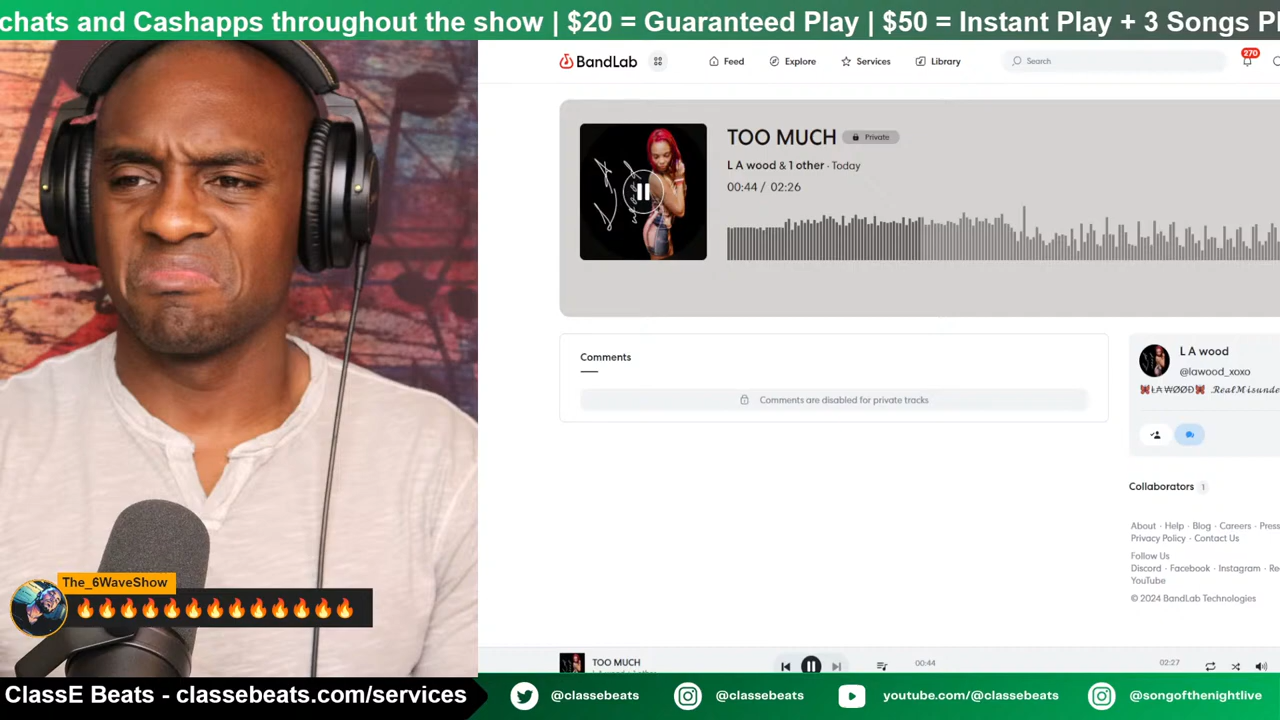 chats and Cashapps throughout the show | $20 = Guaranteed Play | $50 = Instant Play + 3 Songs Pl
BandLab
Feed
Explore
Services
Library
Search
270
TOO MUCH
Private
L A wood & 1 other · Today
00:44 / 02:26
Comments
Comments are disabled for private tracks
L A wood
@lawood_xoxo
ⱠA ₩ØØĐ 𝓡𝓮𝓪𝓵𝓜𝓲𝓼𝓾𝓷𝓭𝓮
Collaborators 1
About · Help · Blog · Careers · Press
Privacy Policy · Contact Us
Follow Us
Discord · Facebook · Instagram · Re
YouTube
© 2024 BandLab Technologies
The_6WaveShow
TOO MUCH
00:44
02:27
ClassE Beats - classebeats.com/services
@classebeats
@classebeats
youtube.com/@classebeats
@songofthenightlive